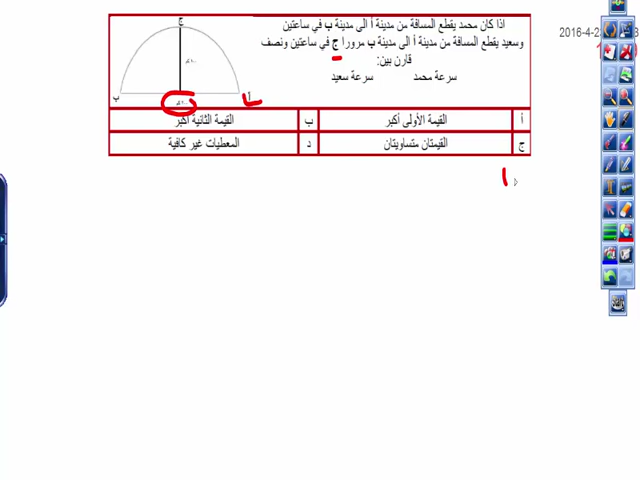 2016-4-2
ج
اذا كان محمد يقطع المسافة من مدينة أ الى مدينة ب في ساعتين
وسعيد يقطع المسافة من مدينة أ الى مدينة ب مرورا ج في ساعتين ونصف
قارن بين:
سرعة محمد سرعة سعيد
ب أ
أ القيمة الأولى أكبر ب القيمة الثانية أكبر
ج القيمتان متساويتان د المعطيات غير كافية